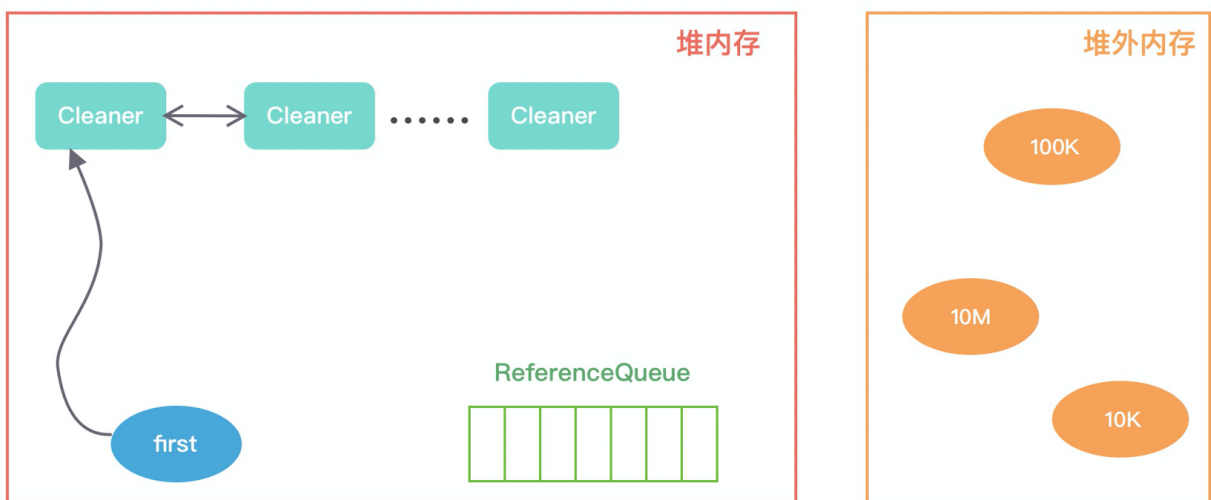 堆内存
堆外内存
Cleaner
Cleaner
......
Cleaner
100K
10M
ReferenceQueue
10K
first